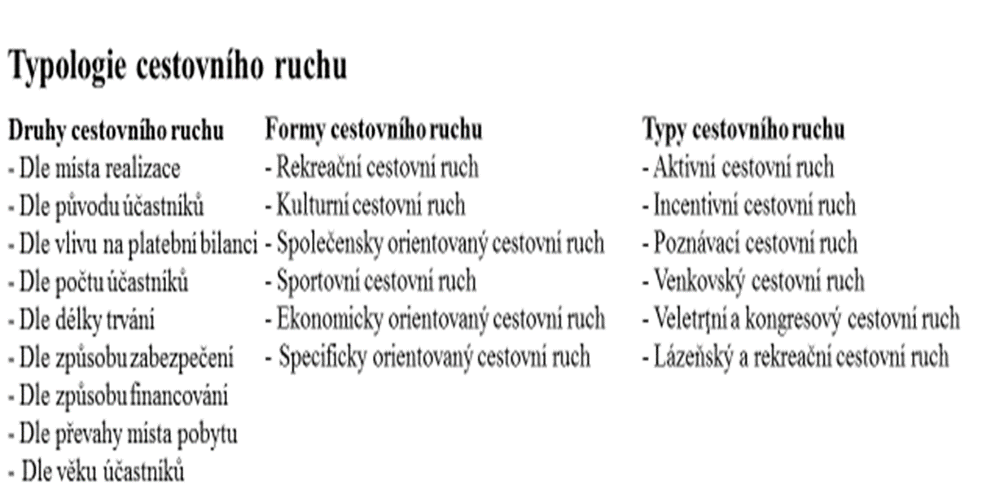 Typologie cestovního ruchu
Druhy cestovního ruchu
- Dle místa realizace
- Dle původu účastníků
- Dle vlivu na platební bilanci
- Dle počtu účastníků
- Dle délky trvání
- Dle způsobu zabezpečení
- Dle způsobu financování
- Dle převahy místa pobytu
- Dle věku účastníků
Formy cestovního ruchu
- Rekreační cestovní ruch
- Kulturní cestovní ruch
- Společensky orientovaný cestovní ruch
- Sportovní cestovní ruch
- Ekonomicky orientovaný cestovní ruch
- Specificky orientovaný cestovní ruch
Typy cestovního ruchu
- Aktivní cestovní ruch
- Incentivní cestovní ruch
- Poznávací cestovní ruch
- Venkovský cestovní ruch
- Veletrţní a kongresový cestovní ruch
- Lázeňský a rekreační cestovní ruch